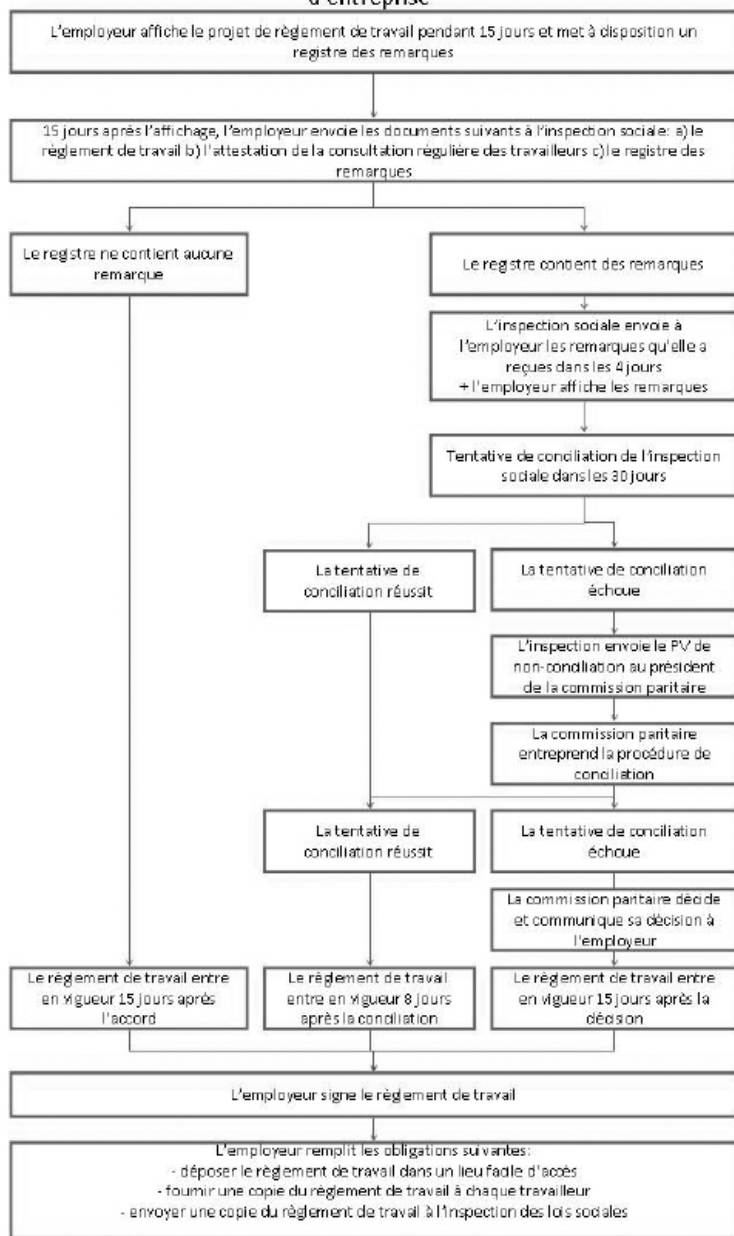 d'entreprise
L'employeur affiche le projet de règlement de travail pendant 15 jours et met à disposition un
registre des remarques
15 jours après l'affichage, l'employeur envoie les documents suivants à l'inspection sociale: a) le
règlement de travail b) l'attestation de la consultation régulière des travailleurs c) le registre des
remarques
Le registre ne contient aucune
remarque
Le registre contient des remarques
L'inspection sociale envoie à
l'employeur les remarques qu'elle a
reçues dans les 4 jours
+ l'employeur affiche les remarques
Tentative de conciliation de l'inspection
sociale dans les 30 jours
La tentative de
conciliation réussit
La tentative de conciliation
échoue
L'inspection envoie le PV de
non-conciliation au président
de la commission paritaire
La commission paritaire
entreprend la procédure de
conciliation
La tentative de
conciliation réussit
La tentative de conciliation
échoue
La commission paritaire décide
et communique sa décision à
l'employeur
Le règlement de travail entre
en vigueur 15 jours après
l'accord
Le règlement de travail
entre en vigueur 8 jours
après la conciliation
Le règlement de travail entre
en vigueur 15 jours après la
décision
L'employeur signe le règlement de travail
L'employeur remplit les obligations suivantes:
- déposer le règlement de travail dans un lieu facile d'accès
- fournir une copie du règlement de travail à chaque travailleur
- envoyer une copie du règlement de travail à l'inspection des lois sociales